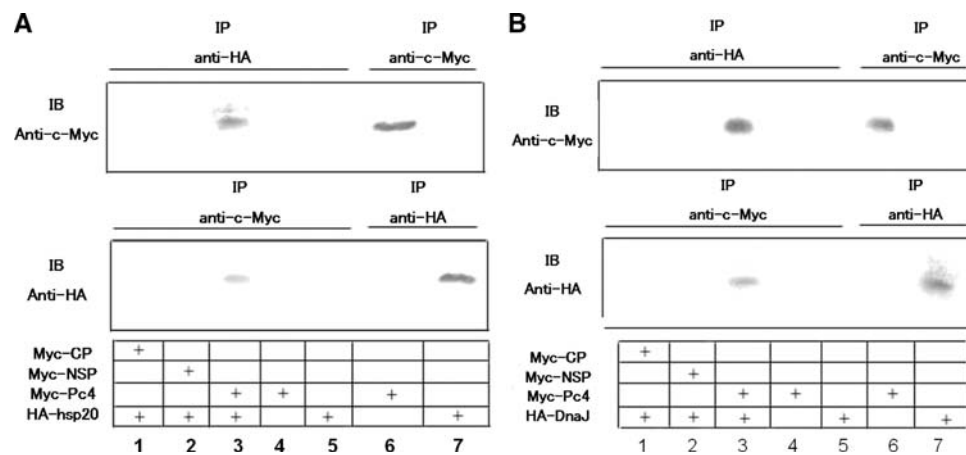 A
IP IP
anti-HA anti-c-Myc
IB
Anti-c-Myc
IP IP
anti-c-Myc anti-HA
IB
Anti-HA
Myc-CP +
Myc-NSP +
Myc-Pc4 + + +
HA-hsp20 + + + + +
1 2 3 4 5 6 7
B
IP IP
anti-HA anti-c-Myc
IB
Anti-c-Myc
IP IP
anti-c-Myc anti-HA
IB
Anti-HA
Myc-CP +
Myc-NSP +
Myc-Pc4 + + +
HA-DnaJ + + + + +
1 2 3 4 5 6 7